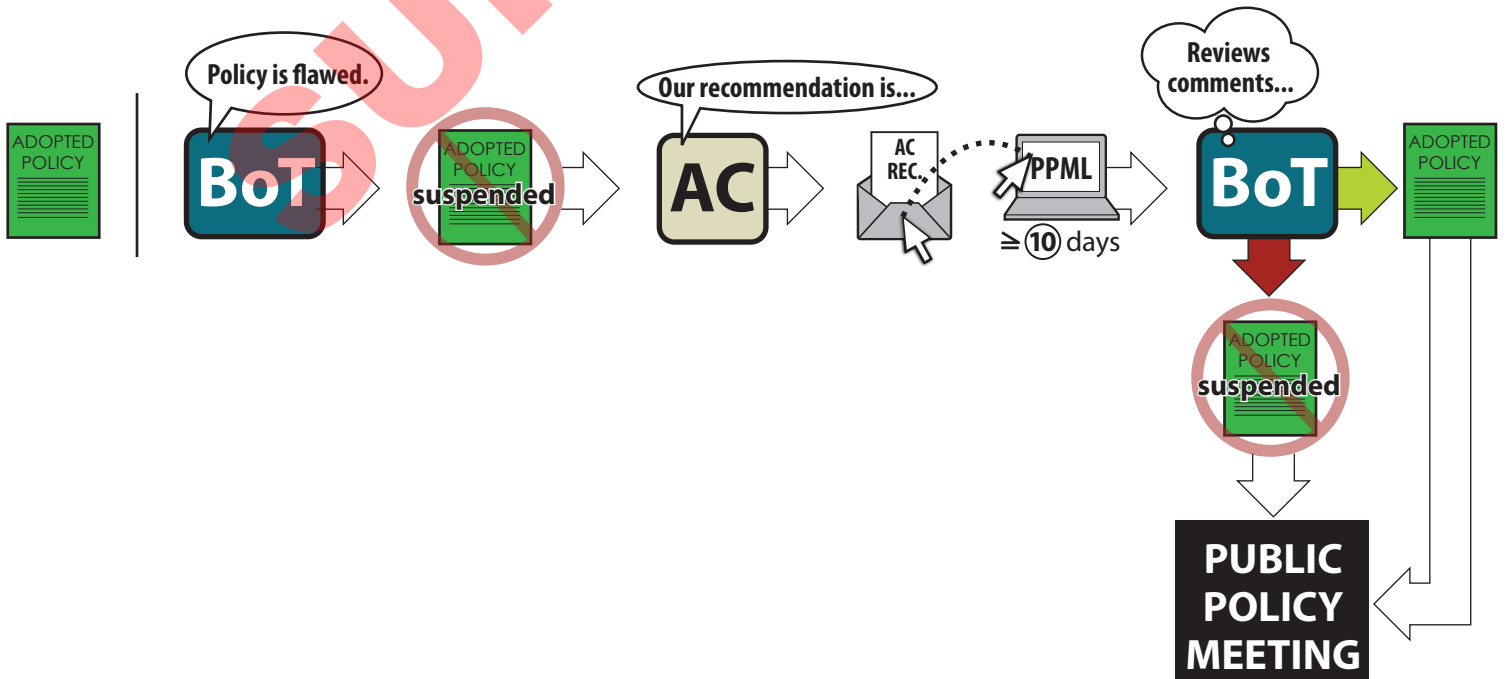 Policy is flawed.
ADOPTED
POLICY
BoT
ADOPTED
POLICY
suspended
Our recommendation is...
AC
AC
REC.
PPML
≧ 10 days
Reviews
comments...
BoT
ADOPTED
POLICY
ADOPTED
POLICY
suspended
PUBLIC
POLICY
MEETING